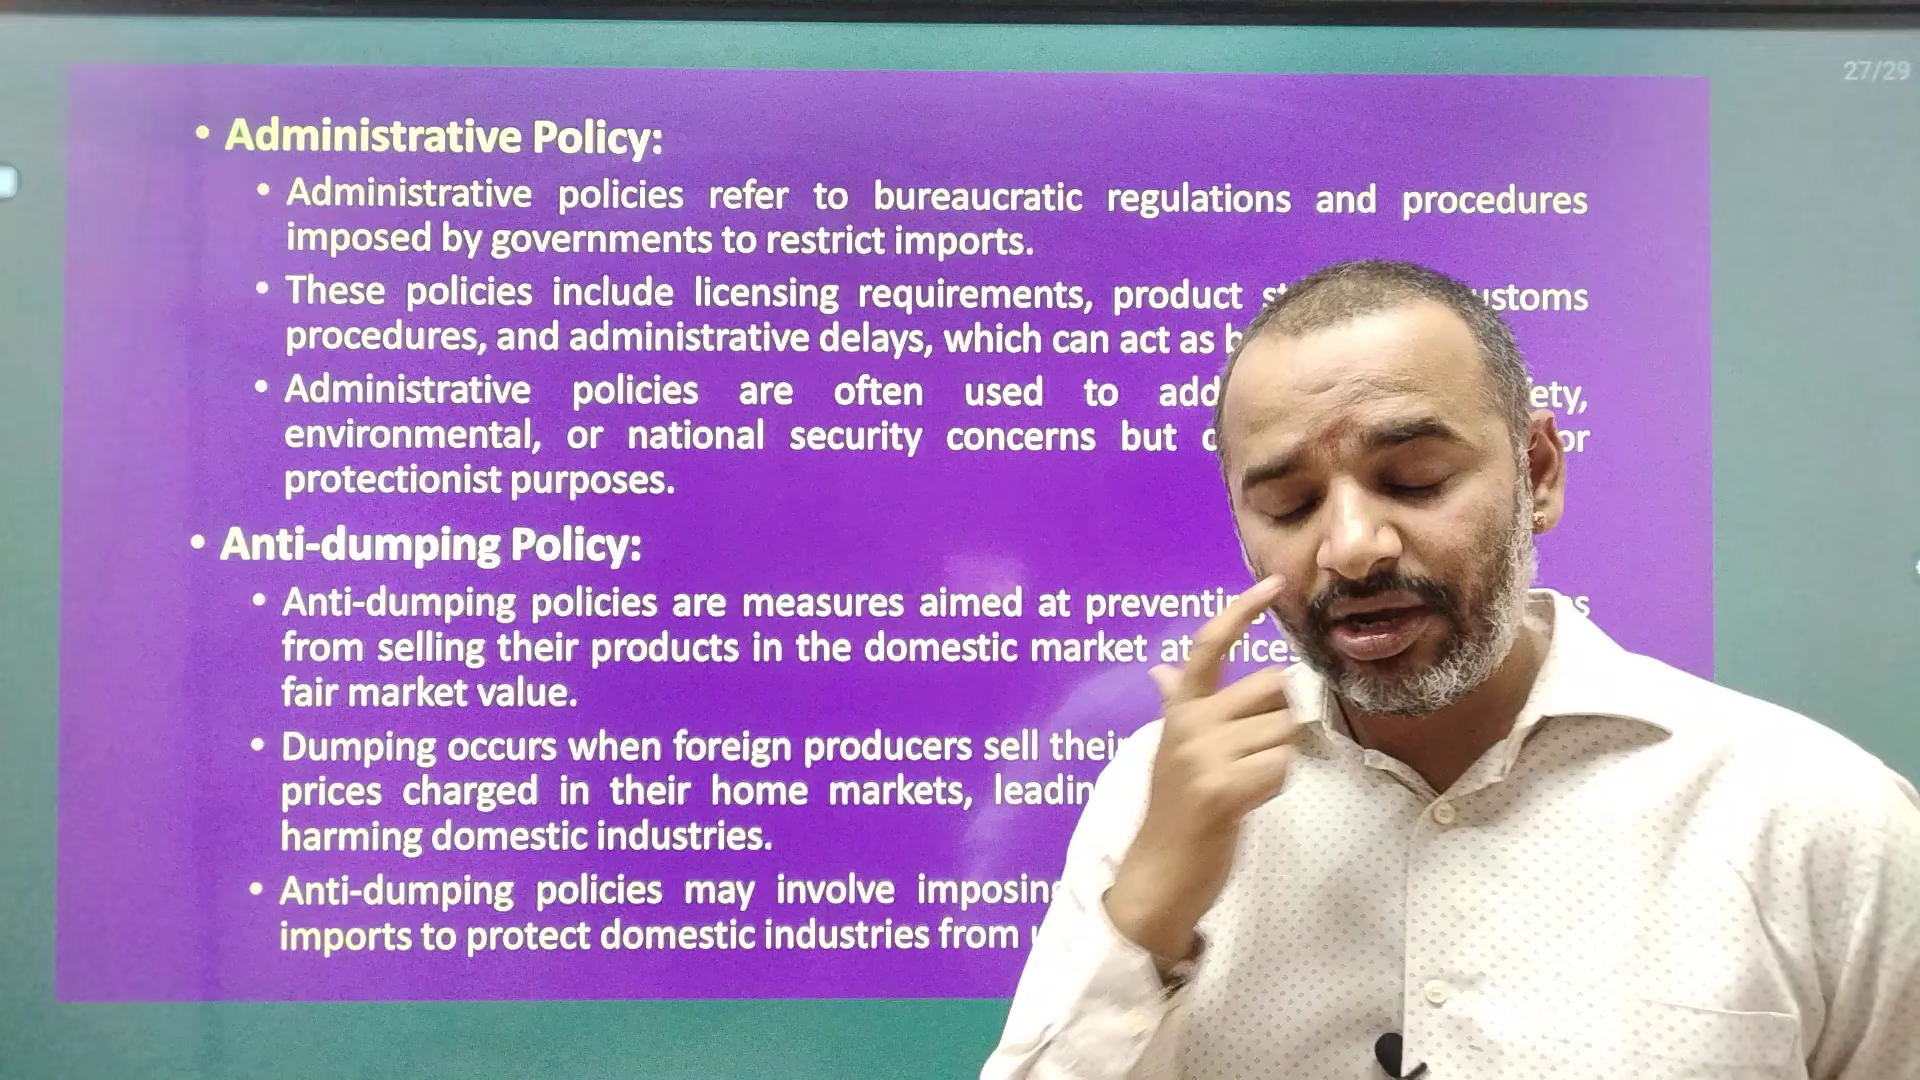 27/29
• Administrative Policy:
• Administrative policies refer to bureaucratic regulations and procedures
imposed by governments to restrict imports.
• These policies include licensing requirements, product
procedures, and administrative delays, which can act as
• Administrative policies are often used to
environmental, or national security concerns but
protectionist purposes.
• Anti-dumping Policy:
• Anti-dumping policies are measures aimed at
from selling their products in the domestic market at
fair market value.
• Dumping occurs when foreign producers sell
prices charged in their home markets,
harming domestic industries.
• Anti-dumping policies may involve
imports to protect domestic industries from